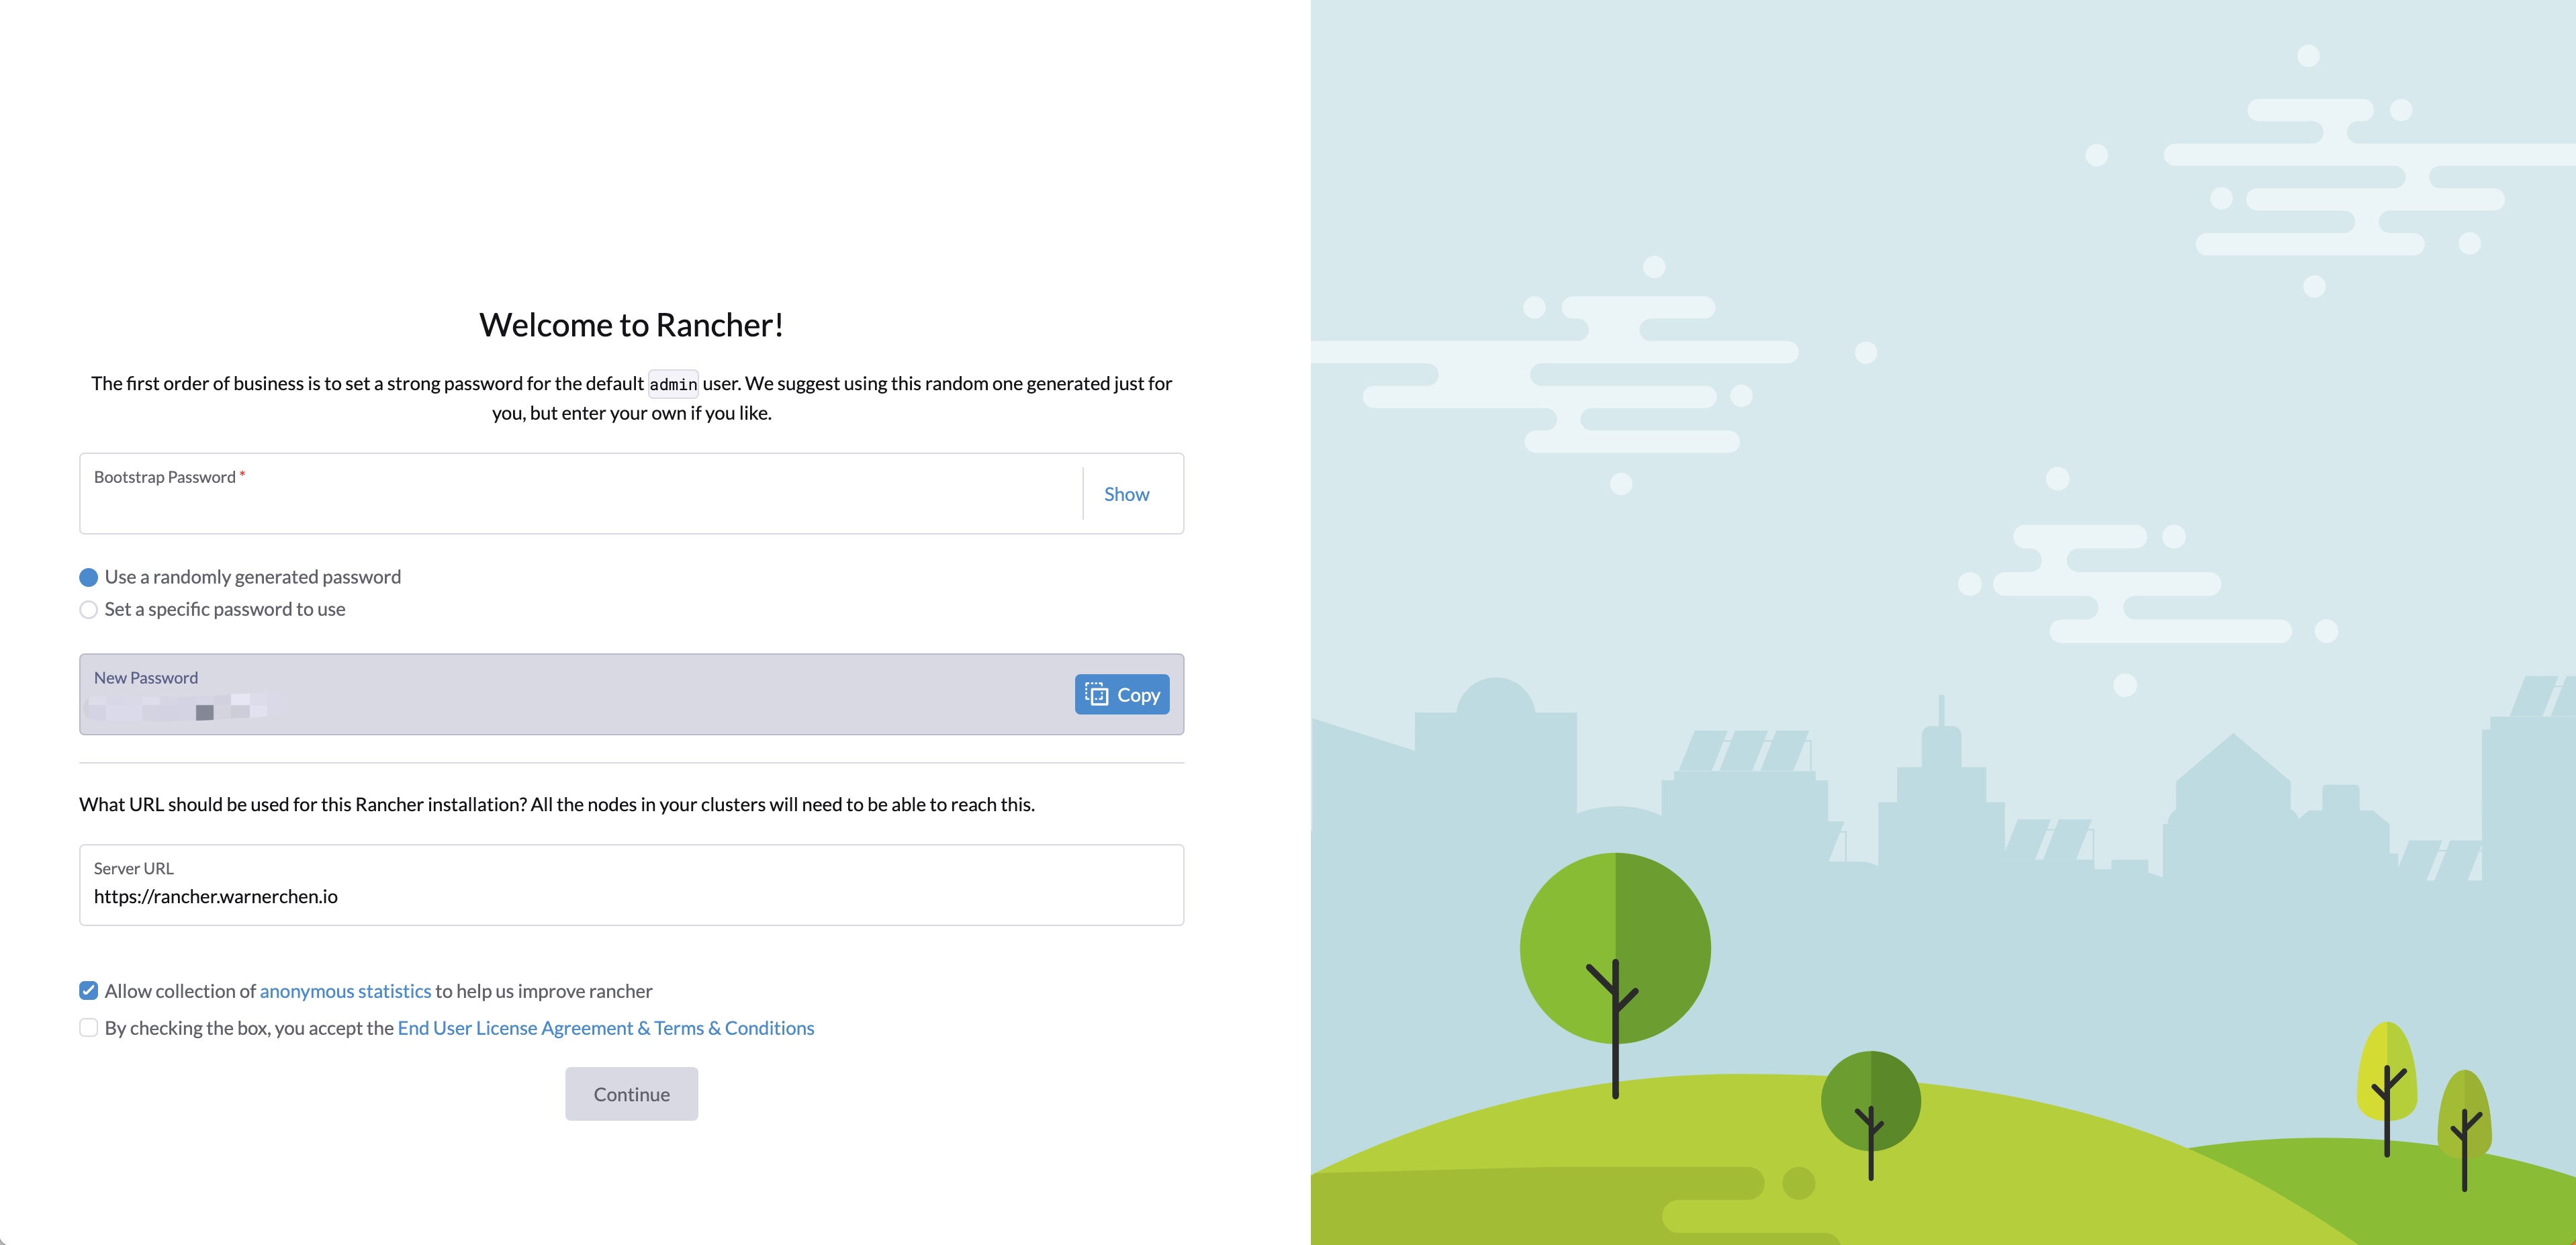 Welcome to Rancher!
The first order of business is to set a strong password for the default admin user. We suggest using this random one generated just for
you, but enter your own if you like.
Bootstrap Password *
Show
Use a randomly generated password
Set a specific password to use
New Password
Copy
What URL should be used for this Rancher installation? All the nodes in your clusters will need to be able to reach this.
Server URL
https://rancher.warnerchen.io
Allow collection of anonymous statistics to help us improve rancher
By checking the box, you accept the End User License Agreement & Terms & Conditions
Continue